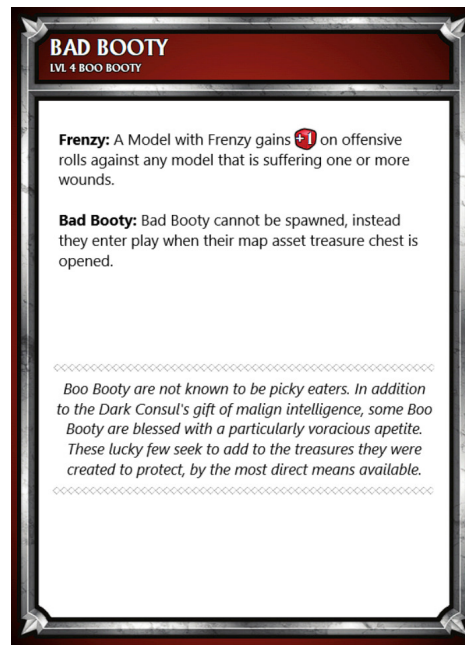 BAD BOOTY
LVL 4 BOO BOOTY
Frenzy: A Model with Frenzy gains +1 on offensive
rolls against any model that is suffering one or more
wounds.
Bad Booty: Bad Booty cannot be spawned, instead
they enter play when their map asset treasure chest is
opened.
Boo Booty are not known to be picky eaters. In addition
to the Dark Consul's gift of malign intelligence, some Boo
Booty are blessed with a particularly voracious apetite.
These lucky few seek to add to the treasures they were
created to protect, by the most direct means available.